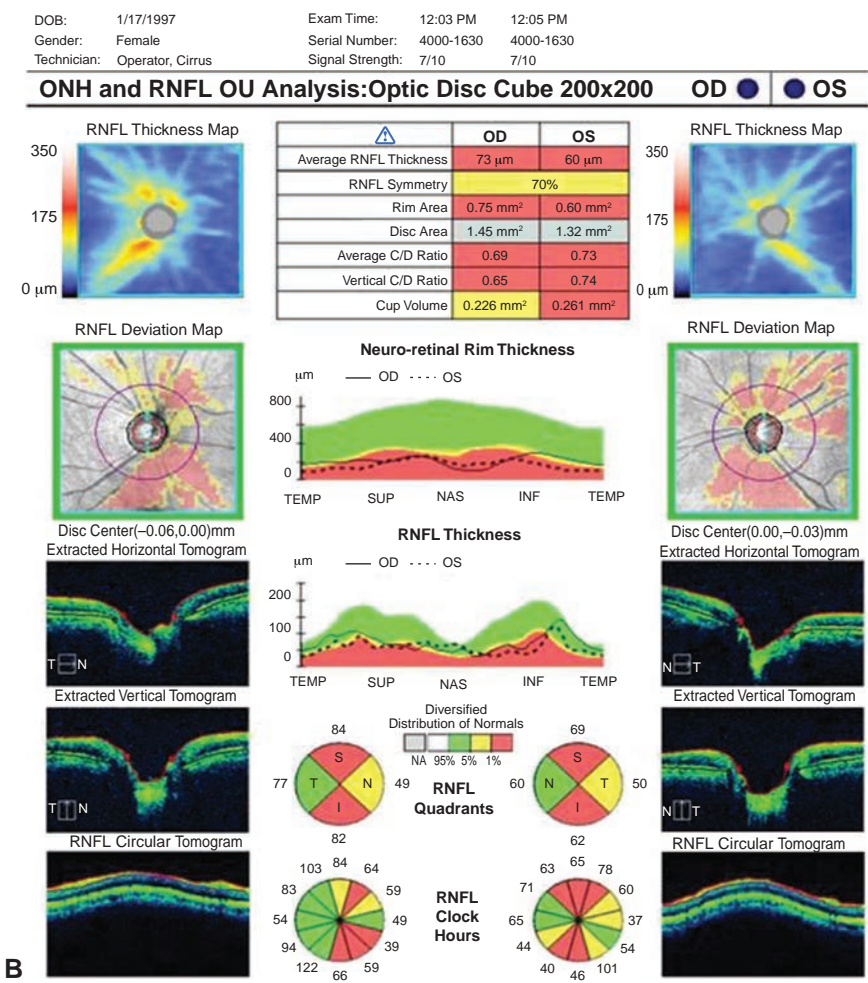 DOB: 1/17/1997 Exam Time: 12:03 PM 12:05 PM
Gender: Female Serial Number: 4000-1630 4000-1630
Technician: Operator, Cirrus Signal Strength: 7/10 7/10
ONH and RNFL OU Analysis:Optic Disc Cube 200x200 OD OS
RNFL Thickness Map
350
175
0 μm
OD OS
Average RNFL Thickness 73 μm 60 μm
RNFL Symmetry 70%
Rim Area 0.75 mm² 0.60 mm²
Disc Area 1.45 mm² 1.32 mm²
Average C/D Ratio 0.69 0.73
Vertical C/D Ratio 0.65 0.74
Cup Volume 0.226 mm² 0.261 mm²
RNFL Thickness Map
350
175
0 μm
RNFL Deviation Map
Disc Center(–0.06,0.00)mm
Neuro-retinal Rim Thickness
μm OD OS
800
400
0
TEMP SUP NAS INF TEMP
RNFL Deviation Map
Disc Center(0.00,–0.03)mm
Extracted Horizontal Tomogram
T N
RNFL Thickness
μm OD OS
200
100
0
TEMP SUP NAS INF TEMP
Extracted Horizontal Tomogram
N T
Extracted Vertical Tomogram
T N
Diversified
Distribution of Normals
NA 95% 5% 1%
RNFL
Quadrants
84
S
77 T N 49
I
82
69
S
60 N T 50
I
62
Extracted Vertical Tomogram
N T
RNFL Circular Tomogram
RNFL
Clock
Hours
103 84 64
83 59
54 49
94 39
122 66 59
63 65 78
71 60
65 37
44 54
40 46 101
RNFL Circular Tomogram
B